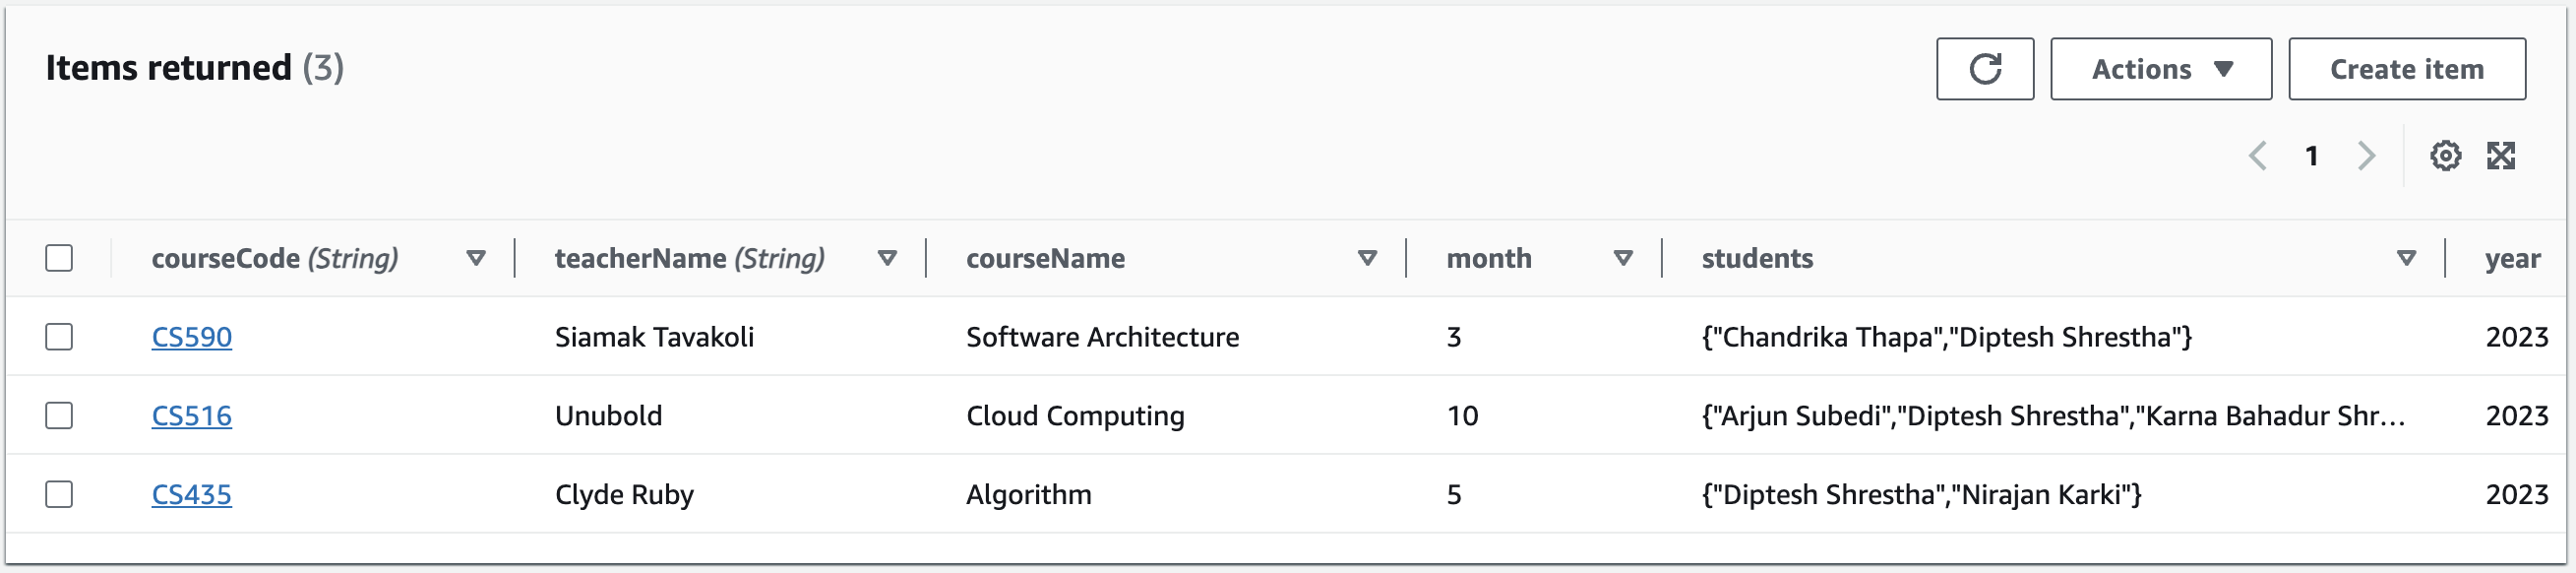 Items returned (3)
Actions Create item
1
courseCode (String) teacherName (String) courseName month students year
CS590 Siamak Tavakoli Software Architecture 3 {"Chandrika Thapa","Diptesh Shrestha"} 2023
CS516 Unubold Cloud Computing 10 {"Arjun Subedi","Diptesh Shrestha","Karna Bahadur Shr... 2023
CS435 Clyde Ruby Algorithm 5 {"Diptesh Shrestha","Nirajan Karki"} 2023